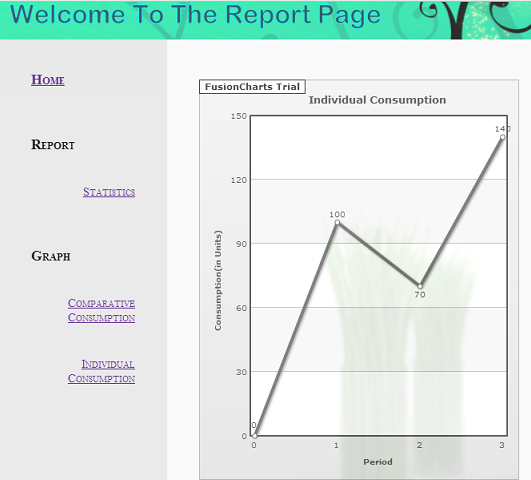 Welcome To The Report Page
Home
Report
Statistics
Graph
Comparative
Consumption
Individual
Consumption
FusionCharts Trial
Individual Consumption
150
120
90
60
30
0
Consumption(in Units)
0
100
70
140
0
1
2
3
Period